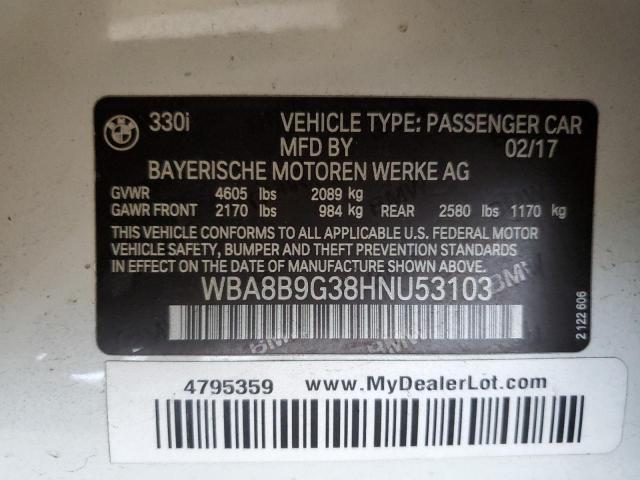 330i VEHICLE TYPE: PASSENGER CAR
MFD BY 02/17
BAYERISCHE MOTOREN WERKE AG
GVWR 4605 lbs 2089 kg
GAWR FRONT 2170 lbs 984 kg REAR 2580 lbs 1170 kg
THIS VEHICLE CONFORMS TO ALL APPLICABLE U.S. FEDERAL MOTOR
VEHICLE SAFETY, BUMPER AND THEFT PREVENTION STANDARDS
IN EFFECT ON THE DATE OF MANUFACTURE SHOWN ABOVE.
WBA8B9G38HNU53103
2 122 606
4795359 www.MyDealerLot.com